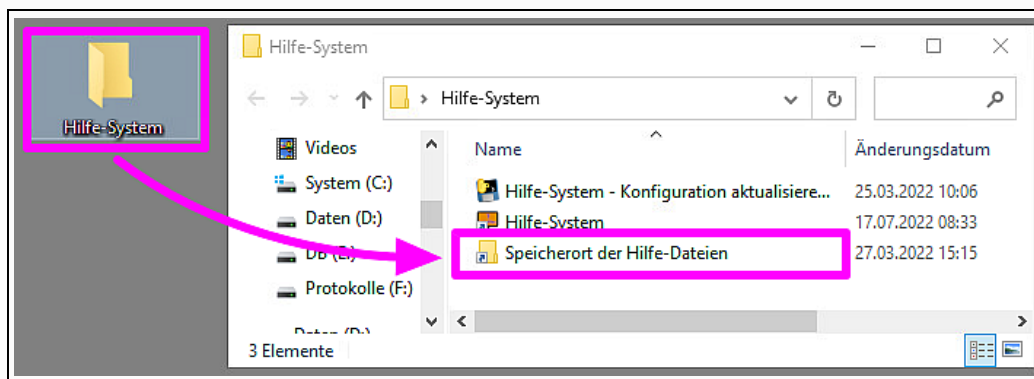 Hilfe-System
Hilfe-System
Hilfe-System
Videos
System (C:)
Daten (D:)
DB (E:)
Protokolle (F:)
Daten (D:)
Name Änderungsdatum
Hilfe-System - Konfiguration aktualisiere... 25.03.2022 10:06
Hilfe-System 17.07.2022 08:33
Speicherort der Hilfe-Dateien 27.03.2022 15:15
3 Elemente